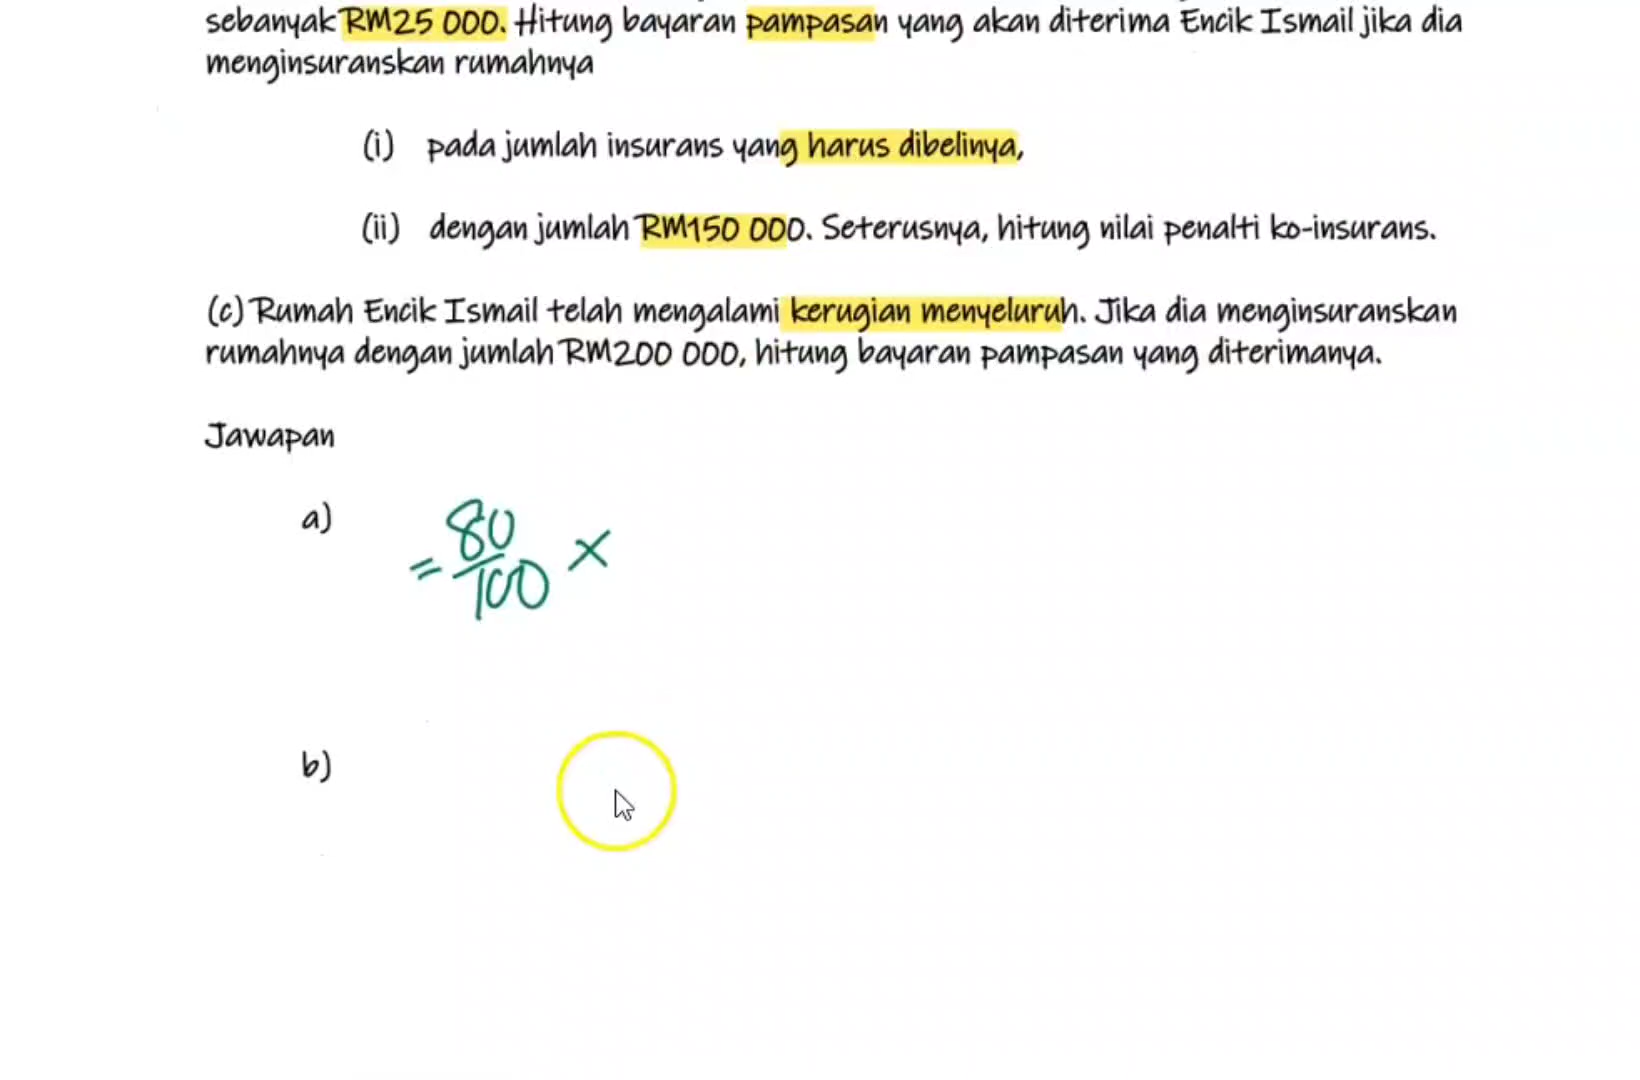 sebanyak RM25 000. Hitung bayaran pampasan yang akan diterima Encik Ismail jika dia
menginsuranskan rumahnya
(i) pada jumlah insurans yang harus dibelinya,
(ii) dengan jumlah RM150 000. Seterusnya, hitung nilai penalti ko-insurans.
(c) Rumah Encik Ismail telah mengalami kerugian menyeluruh. Jika dia menginsuranskan
rumahnya dengan jumlah RM200 000, hitung bayaran pampasan yang diterimanya.
Jawapan
a) = 80/100 ×
b)